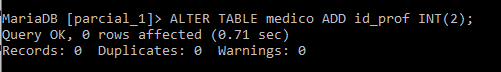 MariaDB [parcial_1]> ALTER TABLE medico ADD id_prof INT(2);
Query OK, 0 rows affected (0.71 sec)
Records: 0  Duplicates: 0  Warnings: 0